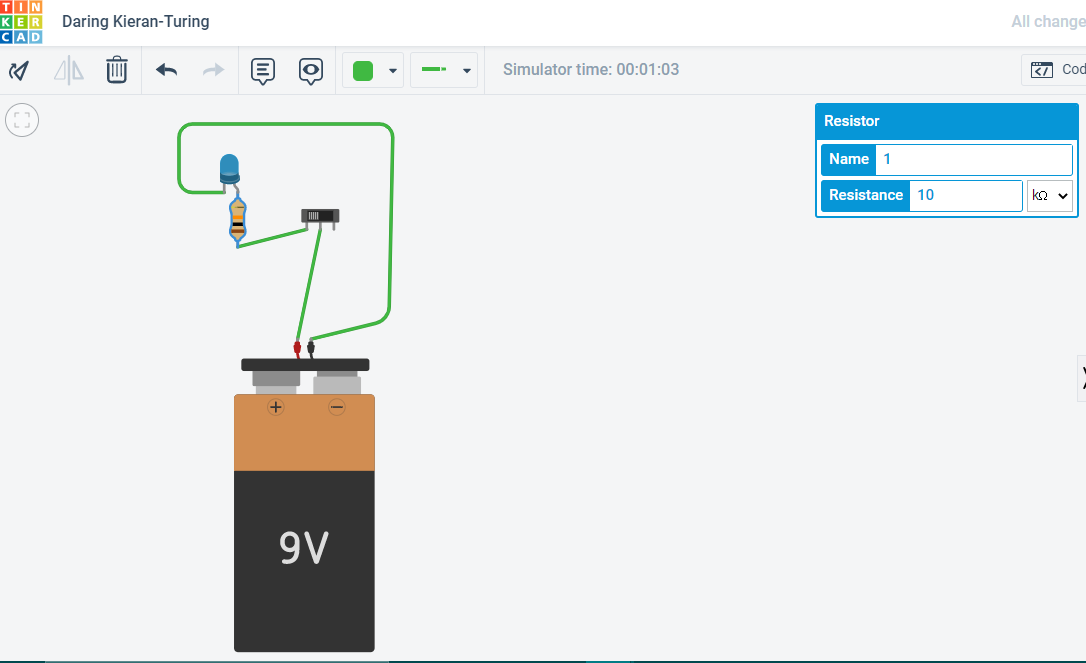 TIN
KER
CAD
Daring Kieran-Turing
All change
Simulator time: 00:01:03
Cod
Resistor
Name 1
Resistance 10 kΩ
+ −
9V